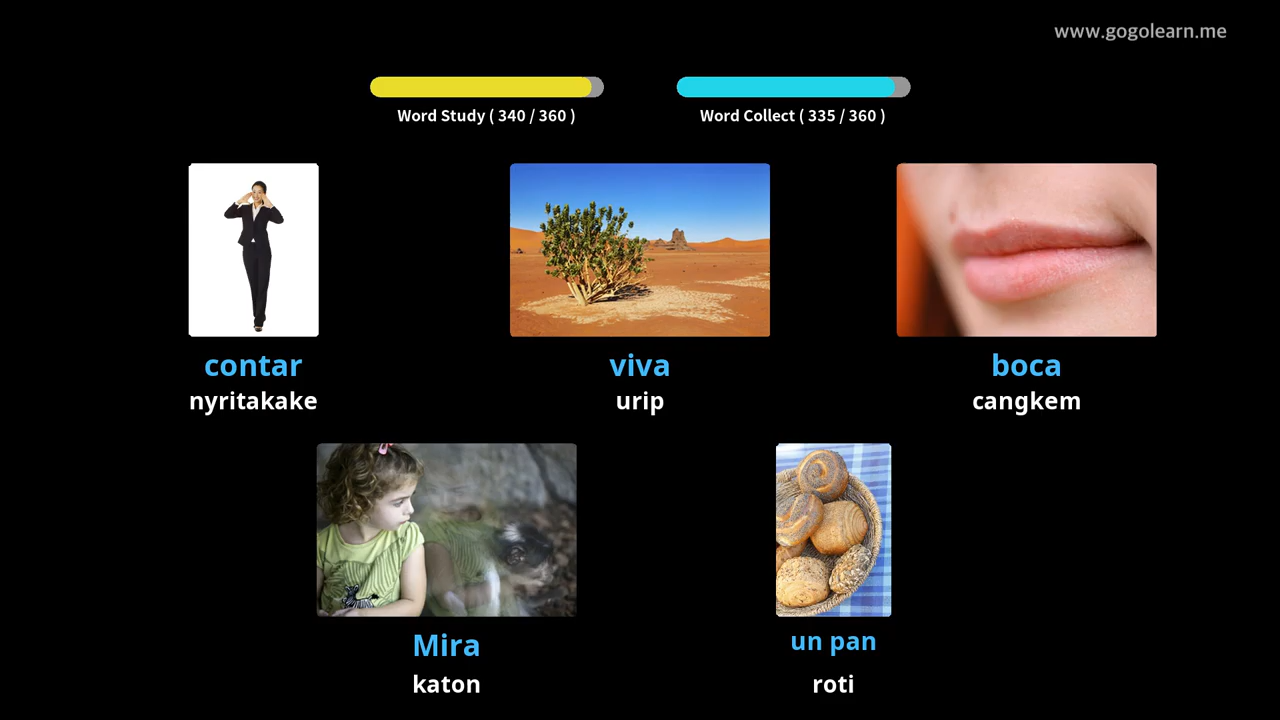 www.gogolearn.me
Word Study ( 340 / 360 )
Word Collect ( 335 / 360 )
contar
nyritakake
viva
urip
boca
cangkem
Mira
katon
un pan
roti